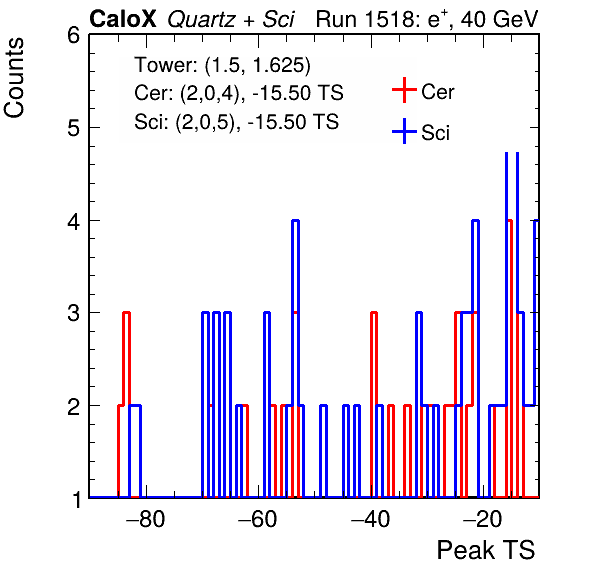 CaloX Quartz + Sci Run 1518: e⁺, 40 GeV
Counts
6
5
4
3
2
1
Tower: (1.5, 1.625)
Cer: (2,0,4), -15.50 TS
Sci: (2,0,5), -15.50 TS
Cer
Sci
−80 −60 −40 −20
Peak TS